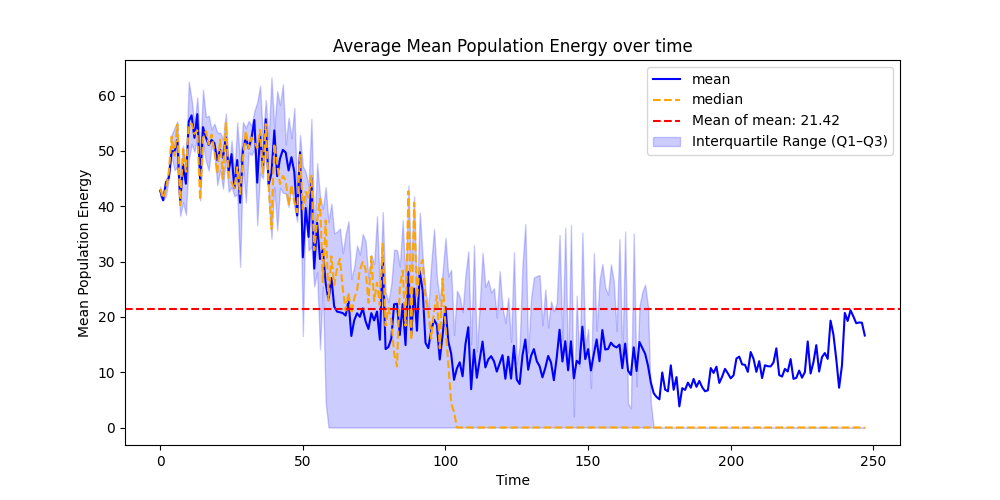 Average Mean Population Energy over time
Mean Population Energy
60
50
40
30
20
10
0
mean
median
Mean of mean: 21.42
Interquartile Range (Q1–Q3)
0
50
100
150
200
250
Time